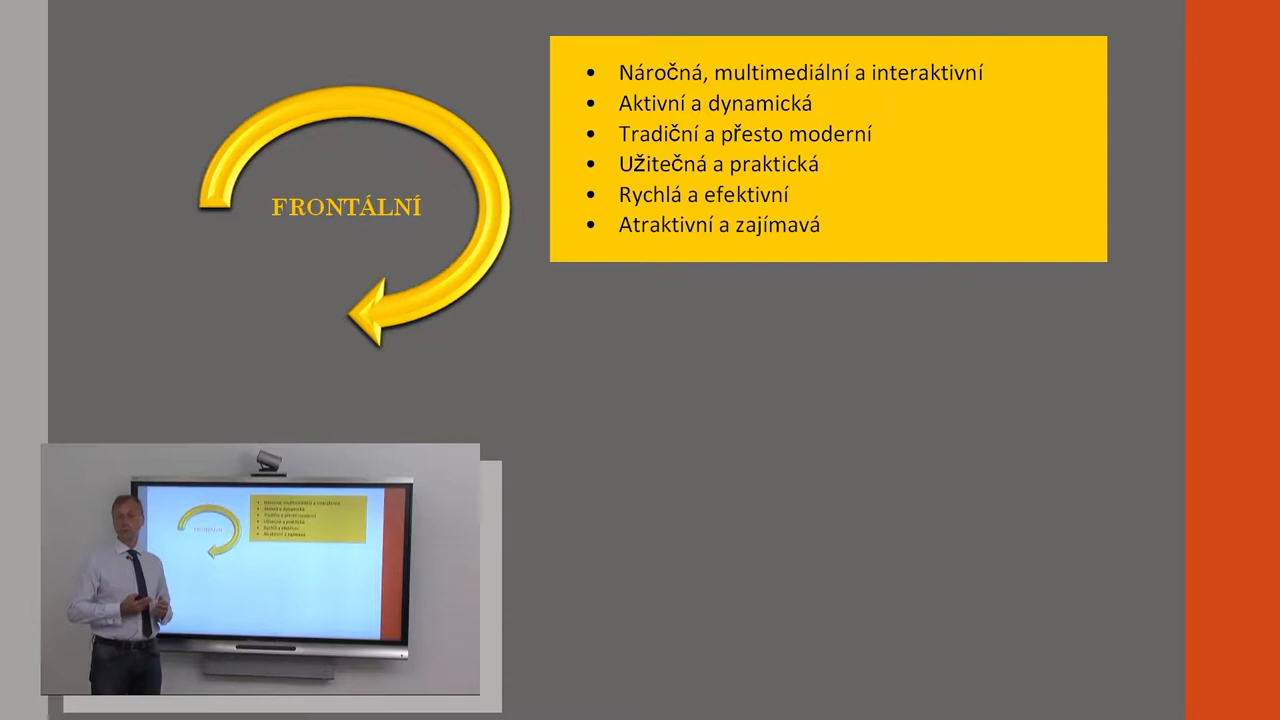 • Náročná, multimediální a interaktivní
• Aktivní a dynamická
• Tradiční a přesto moderní
• Užitečná a praktická
• Rychlá a efektivní
• Atraktivní a zajímavá
FRONTÁLNÍ